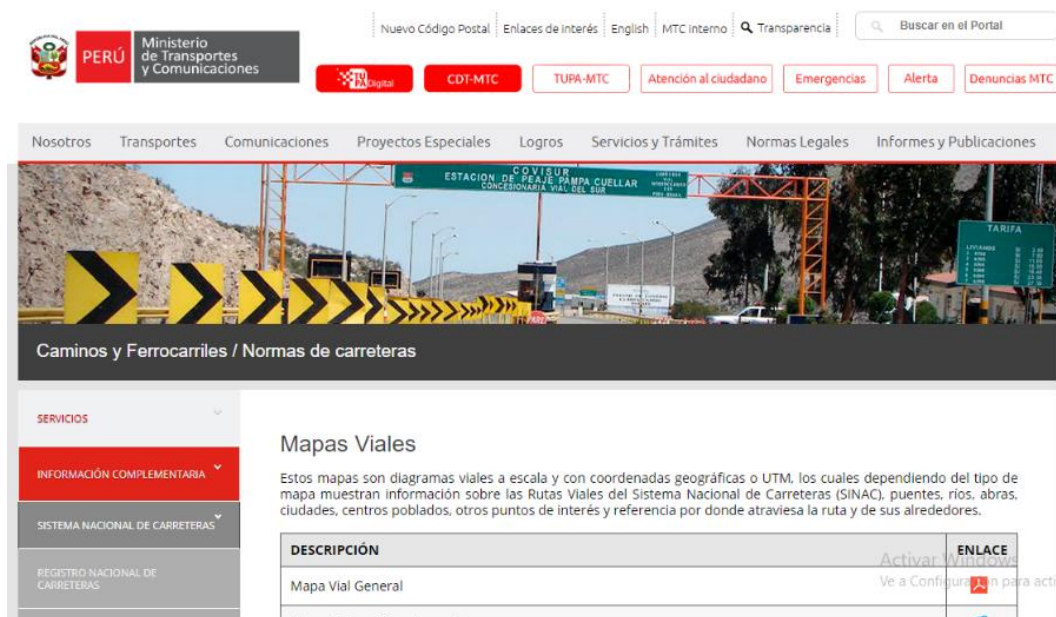 Nuevo Código Postal
Enlaces de interés
English
MTC interno
Transparencia
Buscar en el Portal
PERÚ
Ministerio
de Transportes
y Comunicaciones
TUPA Digital
CDT-MTC
TUPA-MTC
Atención al ciudadano
Emergencias
Alerta
Denuncias MTC
Nosotros
Transportes
Comunicaciones
Proyectos Especiales
Logros
Servicios y Trámites
Normas Legales
Informes y Publicaciones
COVISUR
ESTACION DE PEAJE PAMPA CUELLAR
CONCESIONARIA VIAL DEL SUR
TARIFA
PARE
Caminos y Ferrocarriles / Normas de carreteras
SERVICIOS
INFORMACIÓN COMPLEMENTARIA
SISTEMA NACIONAL DE CARRETERAS
REGISTRO NACIONAL DE
CARRETERAS
Mapas Viales
Estos mapas son diagramas viales a escala y con coordenadas geográficas o UTM, los cuales dependiendo del tipo de
mapa muestran información sobre las Rutas Viales del Sistema Nacional de Carreteras (SINAC), puentes, ríos, abras,
ciudades, centros poblados, otros puntos de interés y referencia por donde atraviesa la ruta y de sus alrededores.
DESCRIPCIÓN
ENLACE
Mapa Vial General
Activar Windows
Ve a Configuración para acti